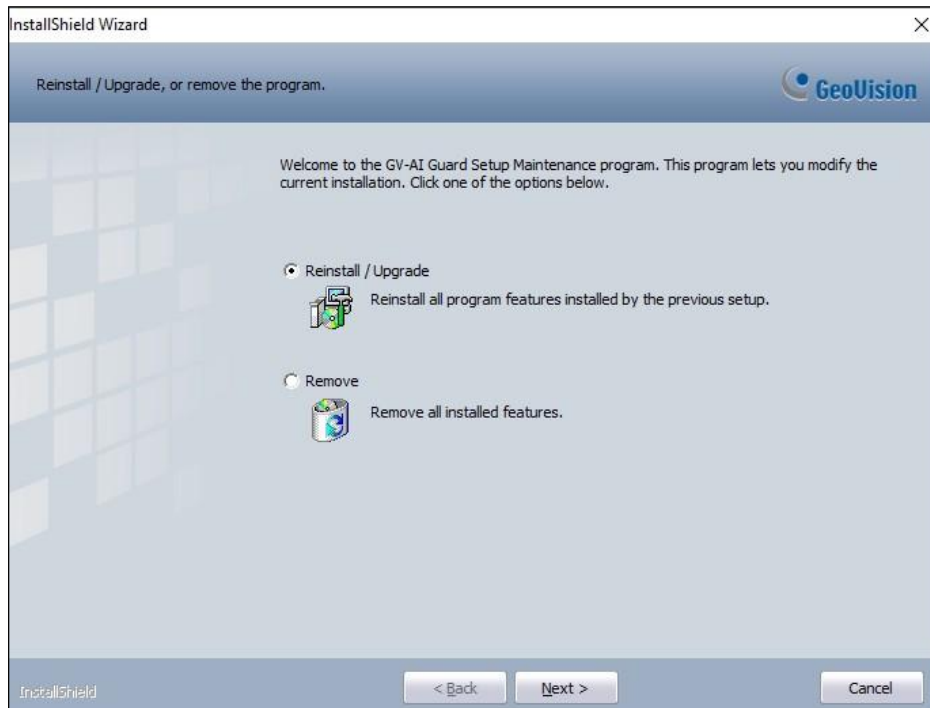 InstallShield Wizard
Reinstall / Upgrade, or remove the program.
GeoVision
Welcome to the GV-AI Guard Setup Maintenance program. This program lets you modify the
current installation. Click one of the options below.
Reinstall / Upgrade
Reinstall all program features installed by the previous setup.
Remove
Remove all installed features.
InstallShield
< Back
Next >
Cancel